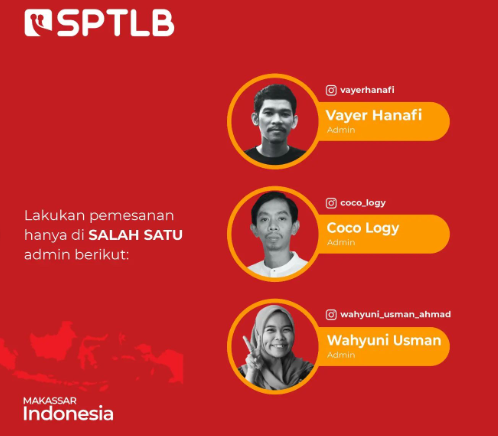 SPTLB
vayerhanafi
Vayer Hanafi
Admin
coco_logy
Coco Logy
Admin
Lakukan pemesanan
hanya di SALAH SATU
admin berikut:
wahyuni_usman_ahmad
Wahyuni Usman
Admin
MAKASSAR
Indonesia